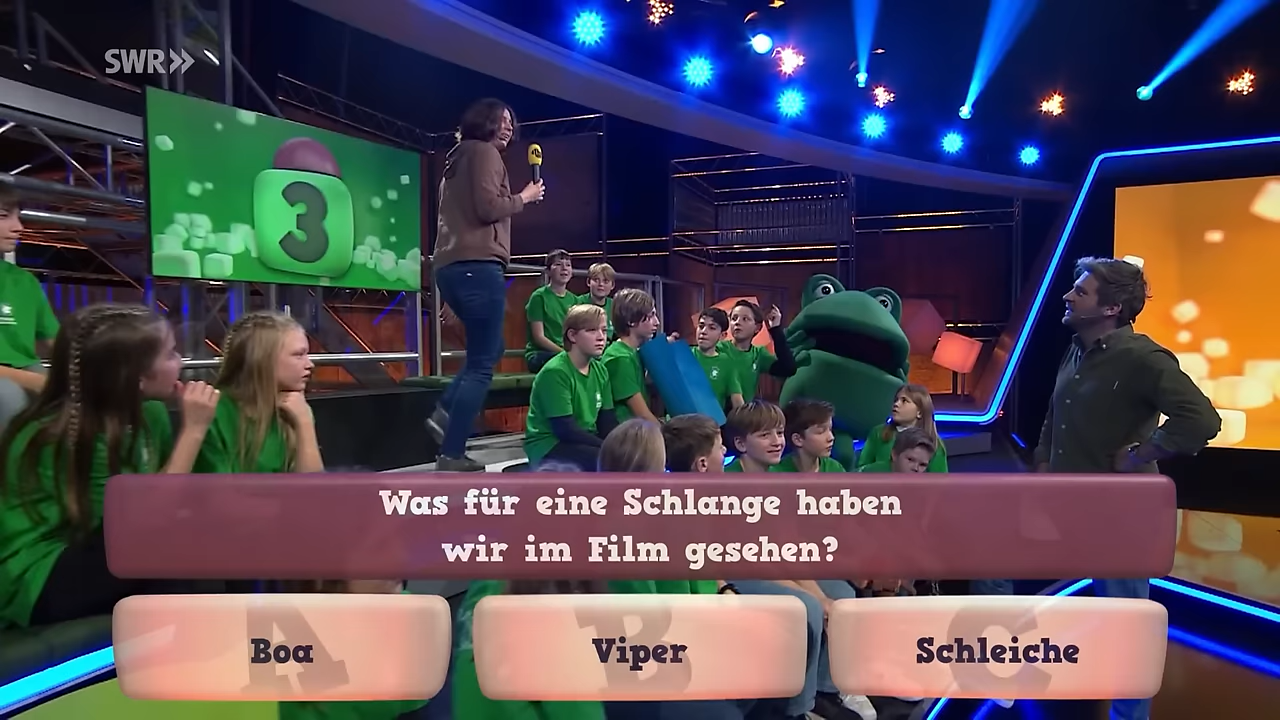 SWR»
3
Was für eine Schlange haben
wir im Film gesehen?
A Boa
B Viper
C Schleiche